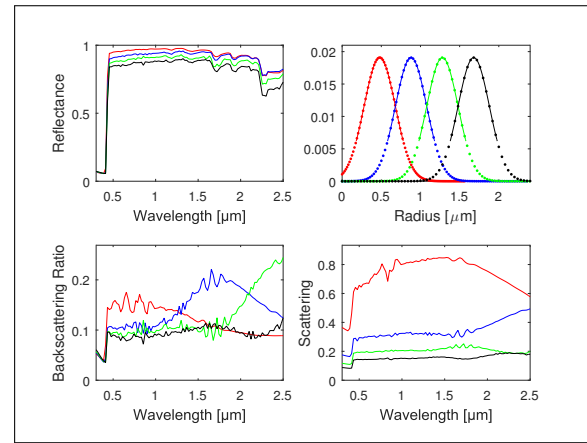 1
0.5
0
Reflectance
0.5 1 1.5 2 2.5
Wavelength [µm]
0.02
0.015
0.01
0.005
0
0 0.5 1 1.5 2
Radius [µm]
0.2
0.1
0
Backscattering Ratio
0.5 1 1.5 2 2.5
Wavelength [µm]
0.8
0.6
0.4
0.2
0
Scattering
0.5 1 1.5 2 2.5
Wavelength [µm]